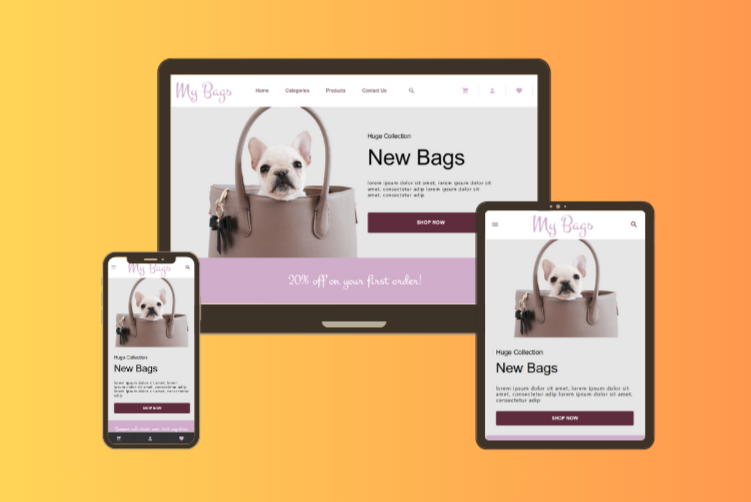 My Bags
Home Categories Products Contact Us
Huge Collection
New Bags
lorem ipsum dolor sit amet, lorem ipsum dolor sit
amet, consectetur adip lorem ipsum dolor sit
SHOP NOW
20% off on your first order!
My Bags
Huge Collection
New Bags
lorem ipsum dolor sit amet, lorem
ipsum dolor sit amet, consectetur adip
lorem ipsum dolor sit amet, consectetur
adip
SHOP NOW
My Bags
Huge Collection
New Bags
lorem ipsum dolor sit amet, lorem ipsum dolor sit
amet, consectetur adip lorem ipsum dolor sit amet,
consectetur adip
SHOP NOW